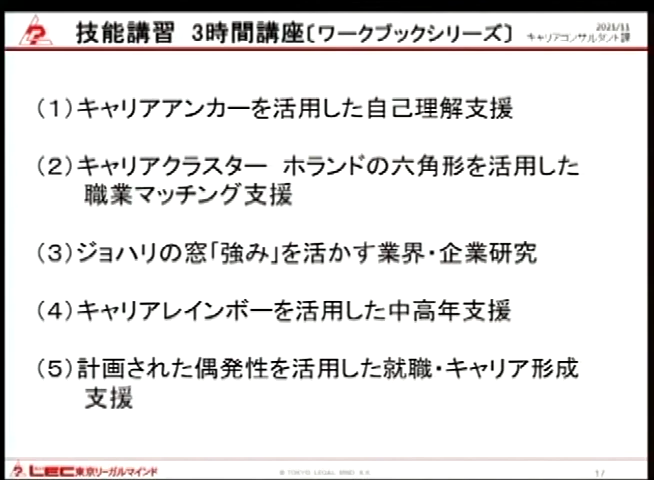 技能講習 3時間講座〔ワークブックシリーズ〕
2021/11
キャリアコンサルタント課
(1)キャリアアンカーを活用した自己理解支援
(2)キャリアクラスター ホランドの六角形を活用した
職業マッチング支援
(3)ジョハリの窓「強み」を活かす業界・企業研究
(4)キャリアレインボーを活用した中高年支援
(5)計画された偶発性を活用した就職・キャリア形成
支援
LEC東京リーガルマインド
© TOKYO LEGAL MIND K.K
17